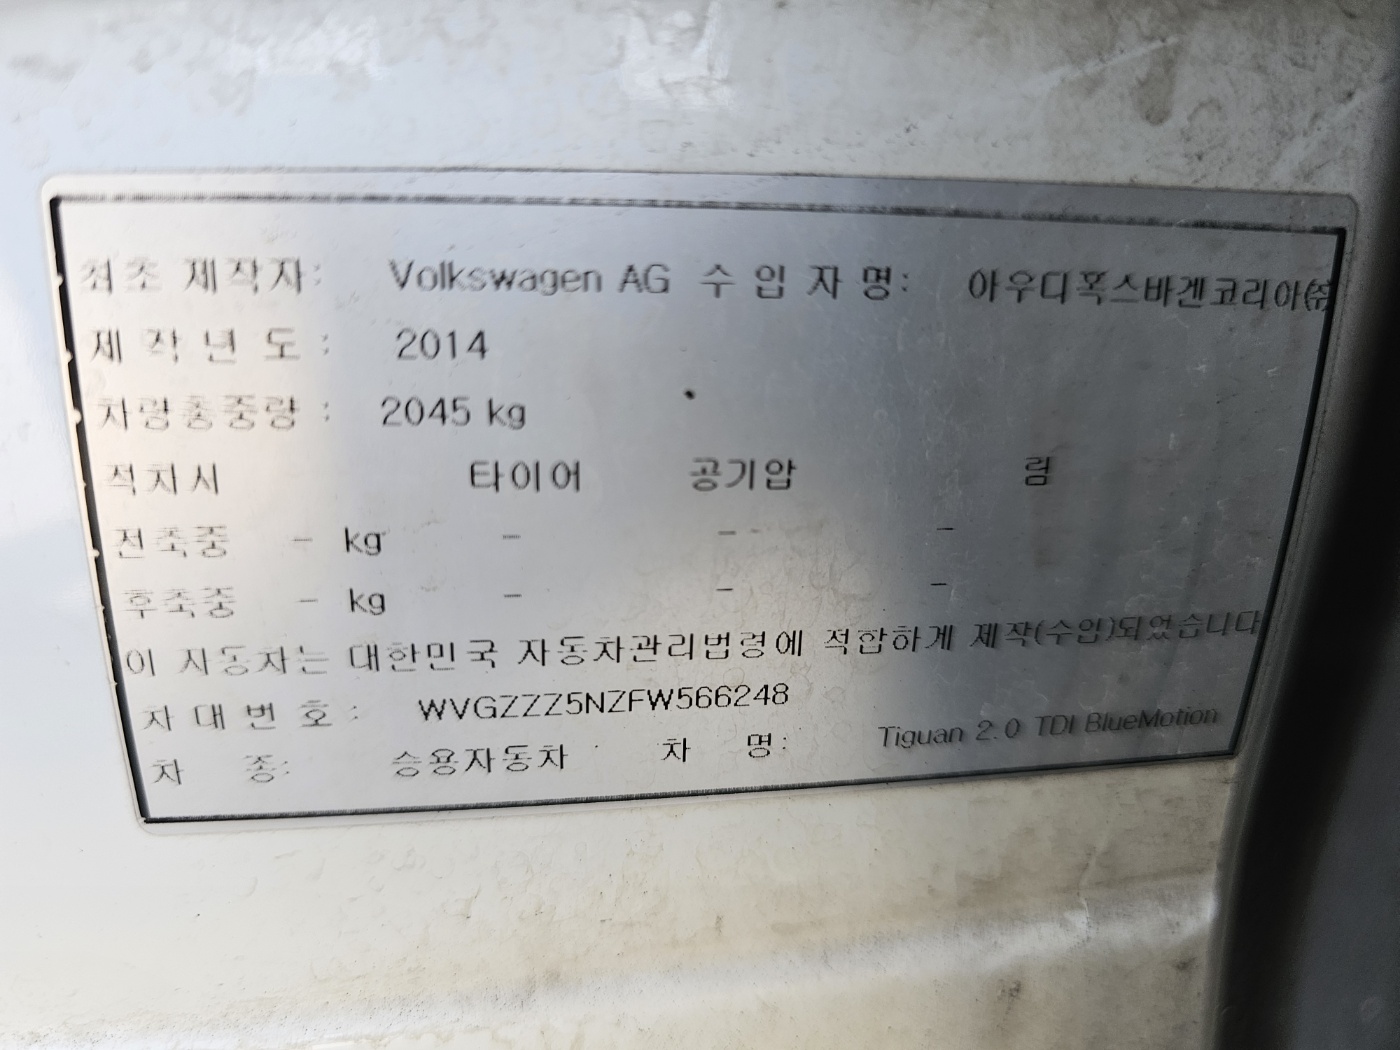 최초 제작자: Volkswagen AG 수 입 자 명: 아우디폭스바겐코리아㈜
제 작 년 도 : 2014
차량총중량 : 2045 kg
적차시 타이어 공기압 림
전축중 - kg - - - -
후축중 - kg - - -
이 자동차는 대한민국 자동차관리법령에 적합하게 제작(수입)되었습니다
차 대 번 호 : WVGZZZ5NZFW566248
차 종: 승용자동차 차 명: Tiguan 2.0 TDI BlueMotion